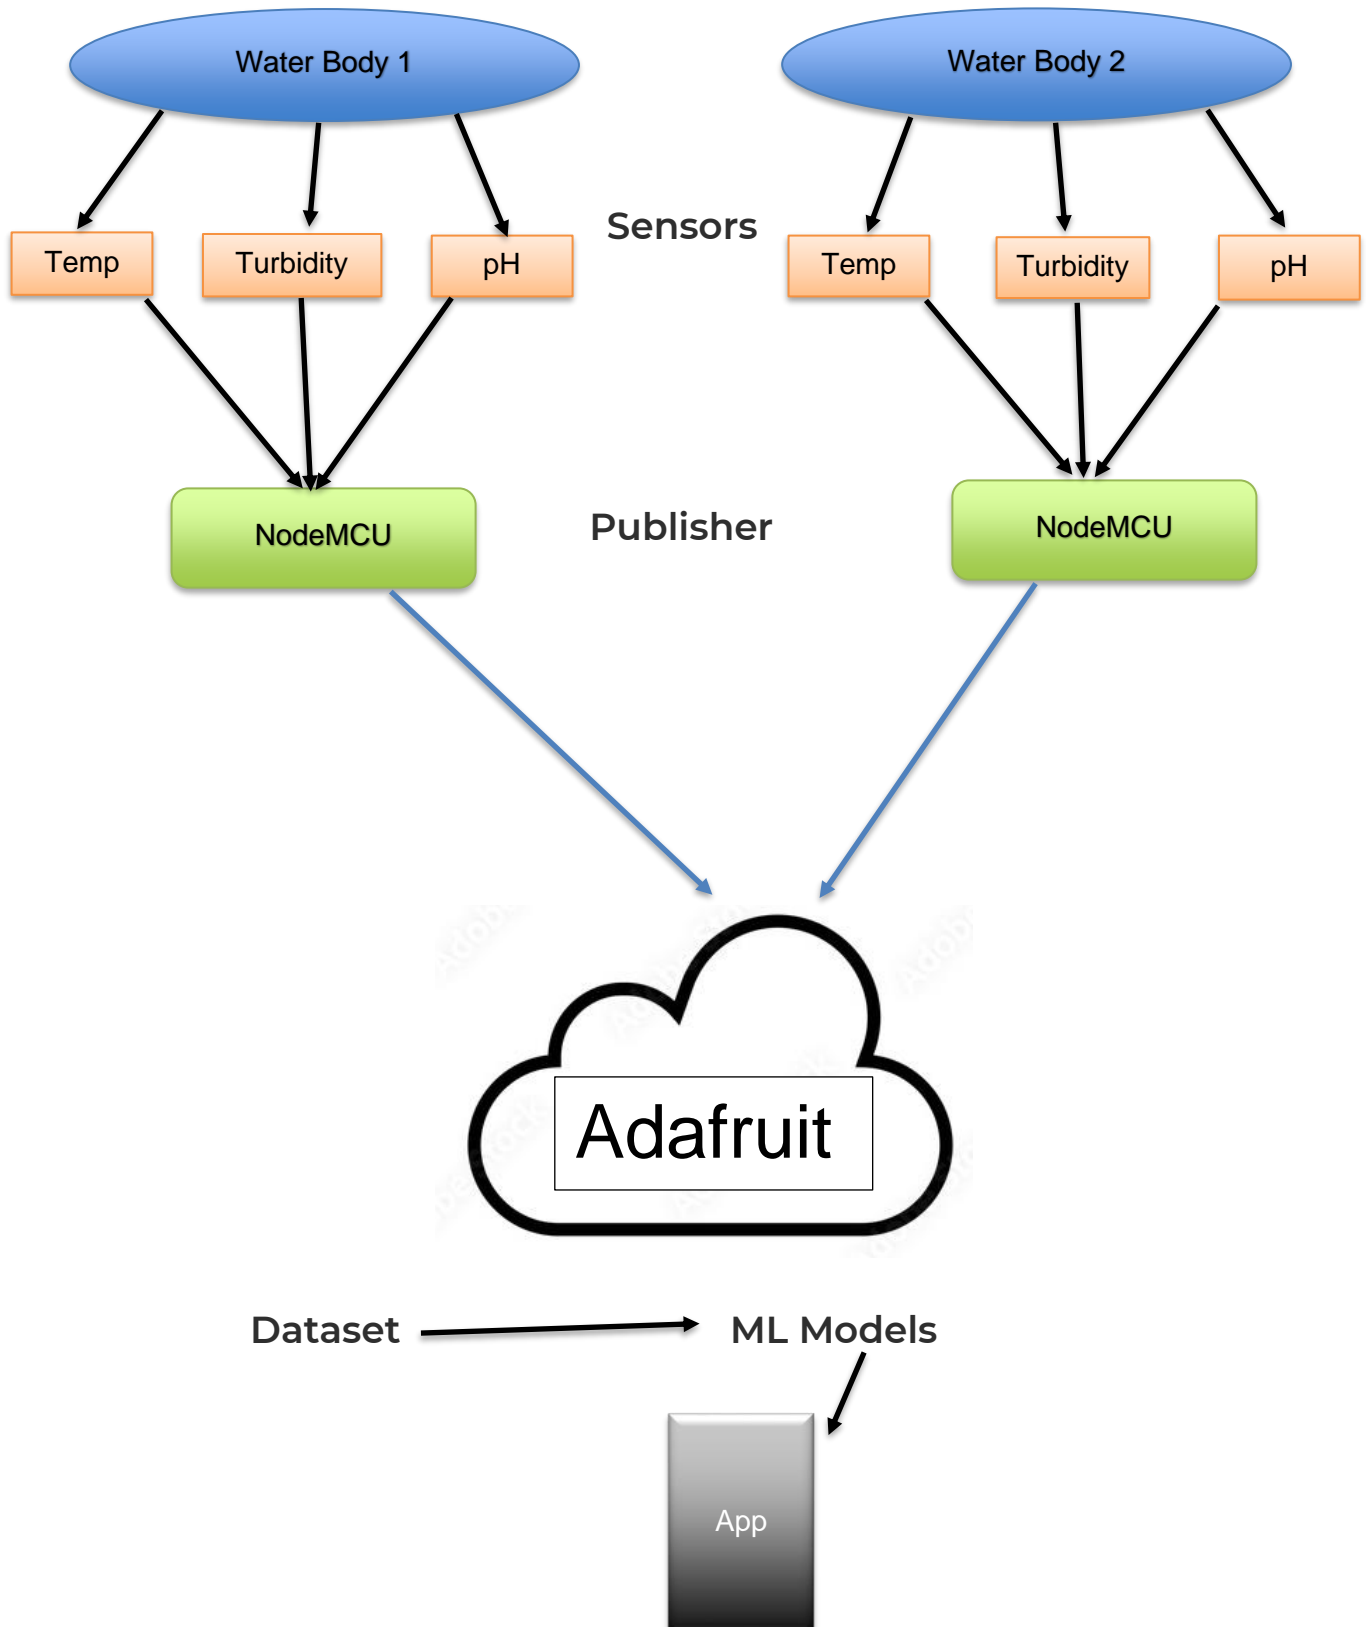 Water Body 1
Water Body 2
Sensors
Temp
Turbidity
pH
Temp
Turbidity
pH
NodeMCU
Publisher
NodeMCU
Adafruit
Dataset
ML Models
App